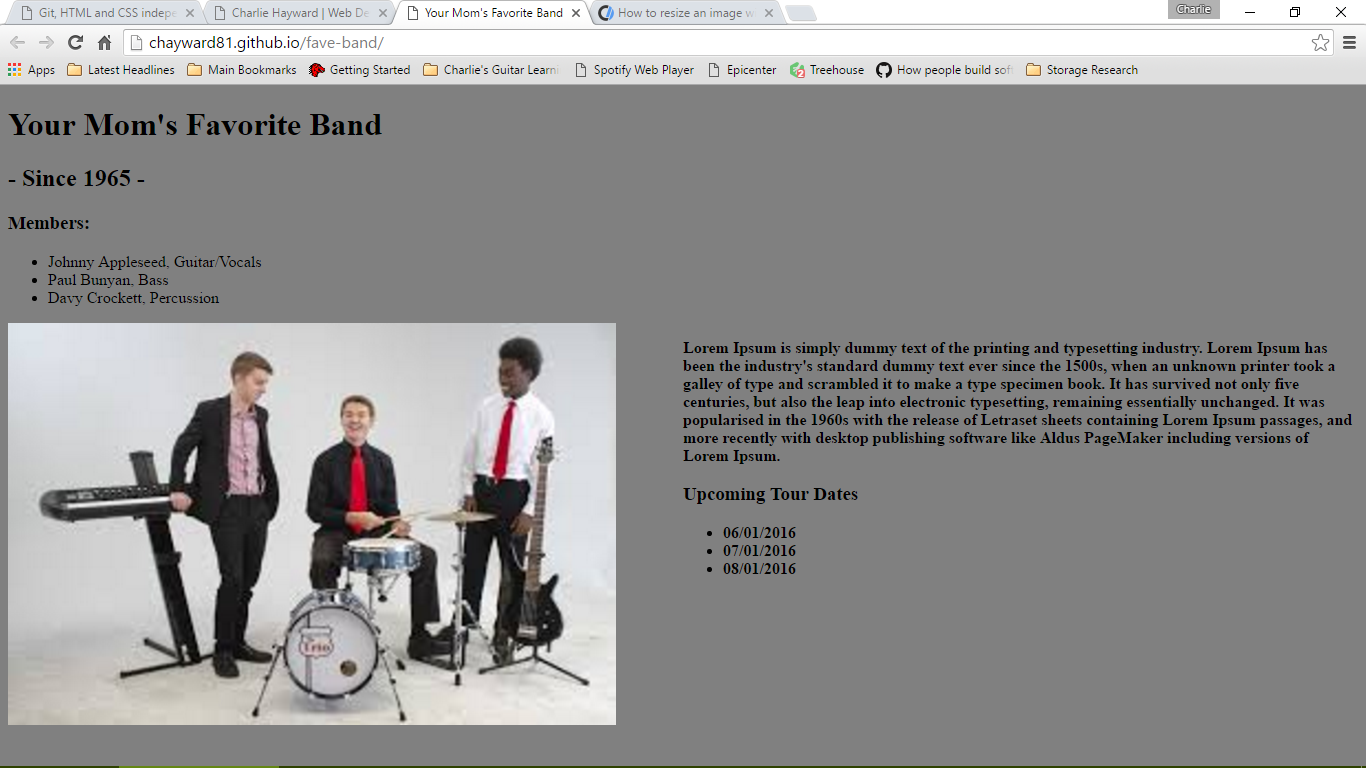 Git, HTML and CSS indepe
Charlie Hayward | Web De
Your Mom's Favorite Band
How to resize an image w
Charlie
chayward81.github.io/fave-band/
Apps
Latest Headlines
Main Bookmarks
Getting Started
Charlie's Guitar Learni
Spotify Web Player
Epicenter
Treehouse
How people build sof
Storage Research
Your Mom's Favorite Band
- Since 1965 -
Members:
Johnny Appleseed, Guitar/Vocals
Paul Bunyan, Bass
Davy Crockett, Percussion
Trio
Lorem Ipsum is simply dummy text of the printing and typesetting industry. Lorem Ipsum has
been the industry's standard dummy text ever since the 1500s, when an unknown printer took a
galley of type and scrambled it to make a type specimen book. It has survived not only five
centuries, but also the leap into electronic typesetting, remaining essentially unchanged. It was
popularised in the 1960s with the release of Letraset sheets containing Lorem Ipsum passages, and
more recently with desktop publishing software like Aldus PageMaker including versions of
Lorem Ipsum.
Upcoming Tour Dates
06/01/2016
07/01/2016
08/01/2016